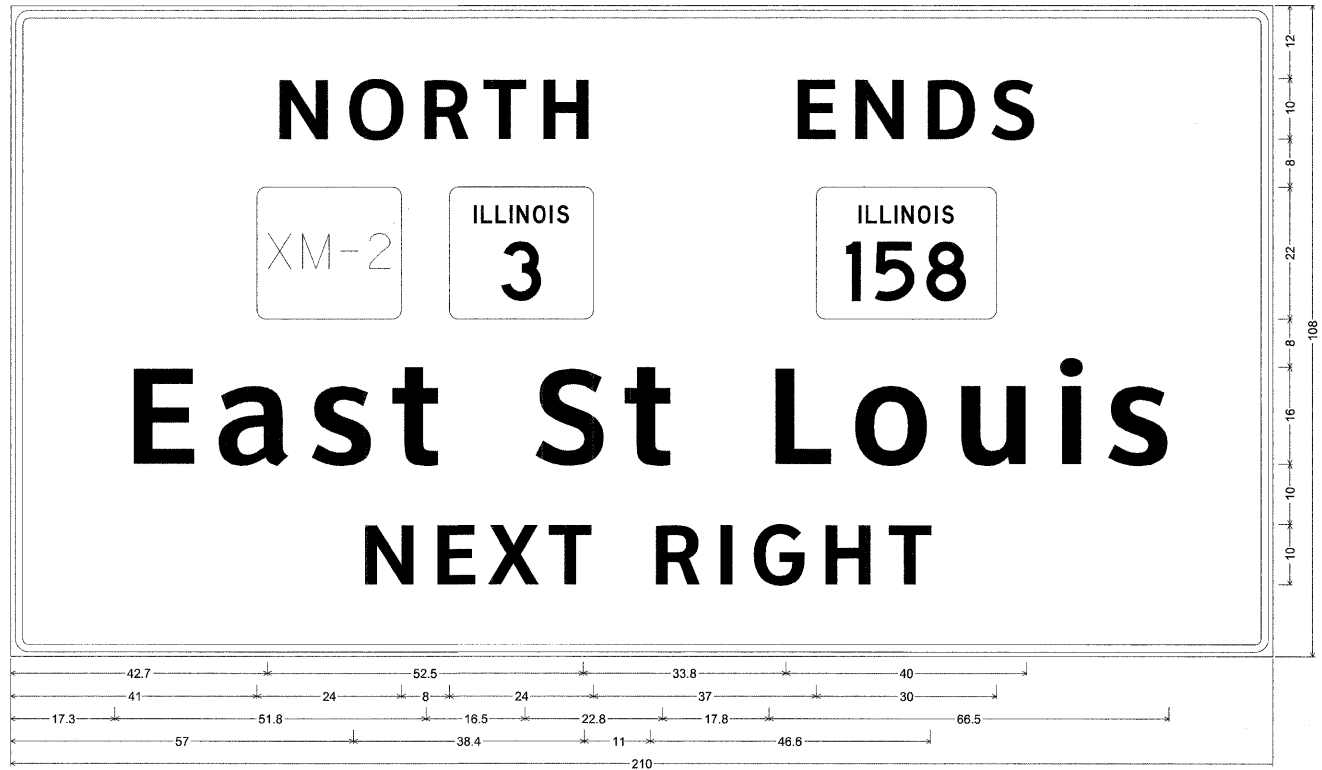 NORTH ENDS
XM-2 ILLINOIS 3 ILLINOIS 158
East St Louis
NEXT RIGHT
12
10
8
22
8
16
10
10
108
42.7 52.5 33.8 40
41 24 8 24 37 30
17.3 51.8 16.5 22.8 17.8 66.5
57 38.4 11 46.6
210